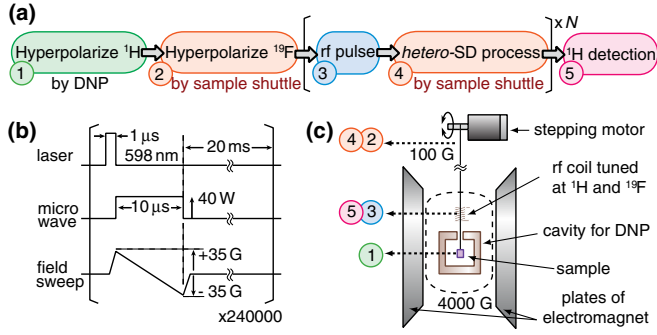 (a)
Hyperpolarize ¹H
Hyperpolarize ¹⁹F
rf pulse
hetero-SD process
x N
¹H detection
1
2
3
4
5
by DNP
by sample shuttle
by sample shuttle
(b)
1 μs
20 ms
laser
598 nm
micro
wave
10 μs
40 W
field
sweep
+35 G
- 35 G
x240000
(c)
4 2
100 G
stepping motor
rf coil tuned
at ¹H and ¹⁹F
5 3
cavity for DNP
1
sample
4000 G
plates of
electromagnet